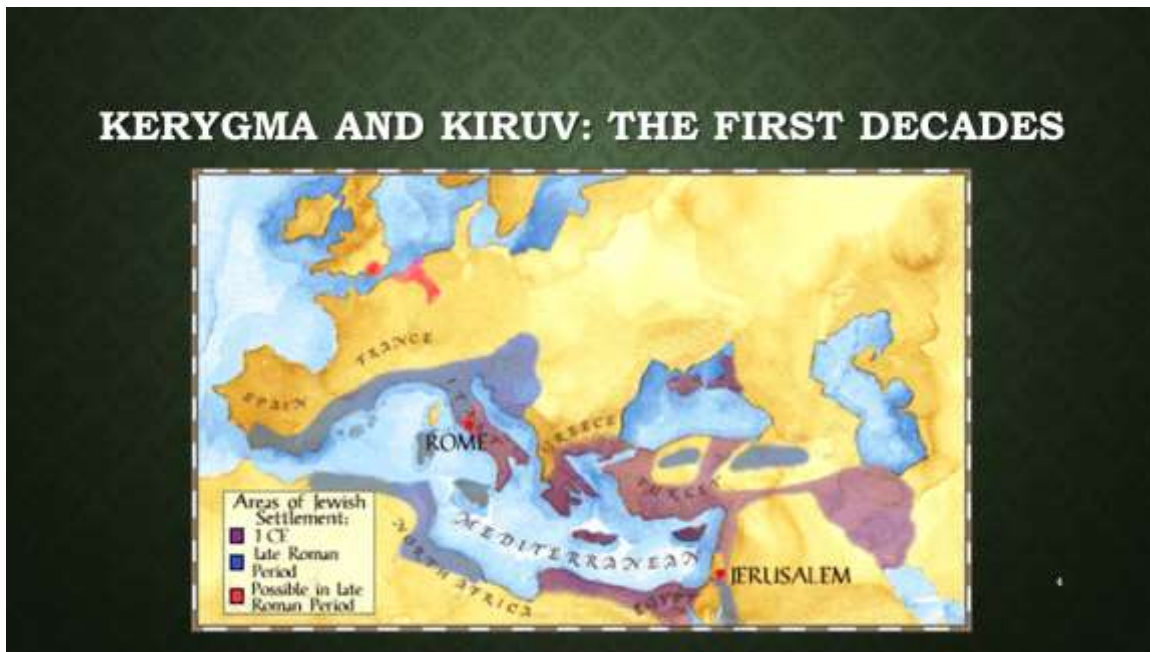 KERYGMA AND KIRUV: THE FIRST DECADES
FRANCE
SPAIN
ROME
GREECE
TURKEY
MEDITERRANEAN
NORTH AFRICA
EGYPT
JERUSALEM
Areas of Jewish
Settlement:
1 CE
Late Roman
Period
Possible in late
Roman Period
4